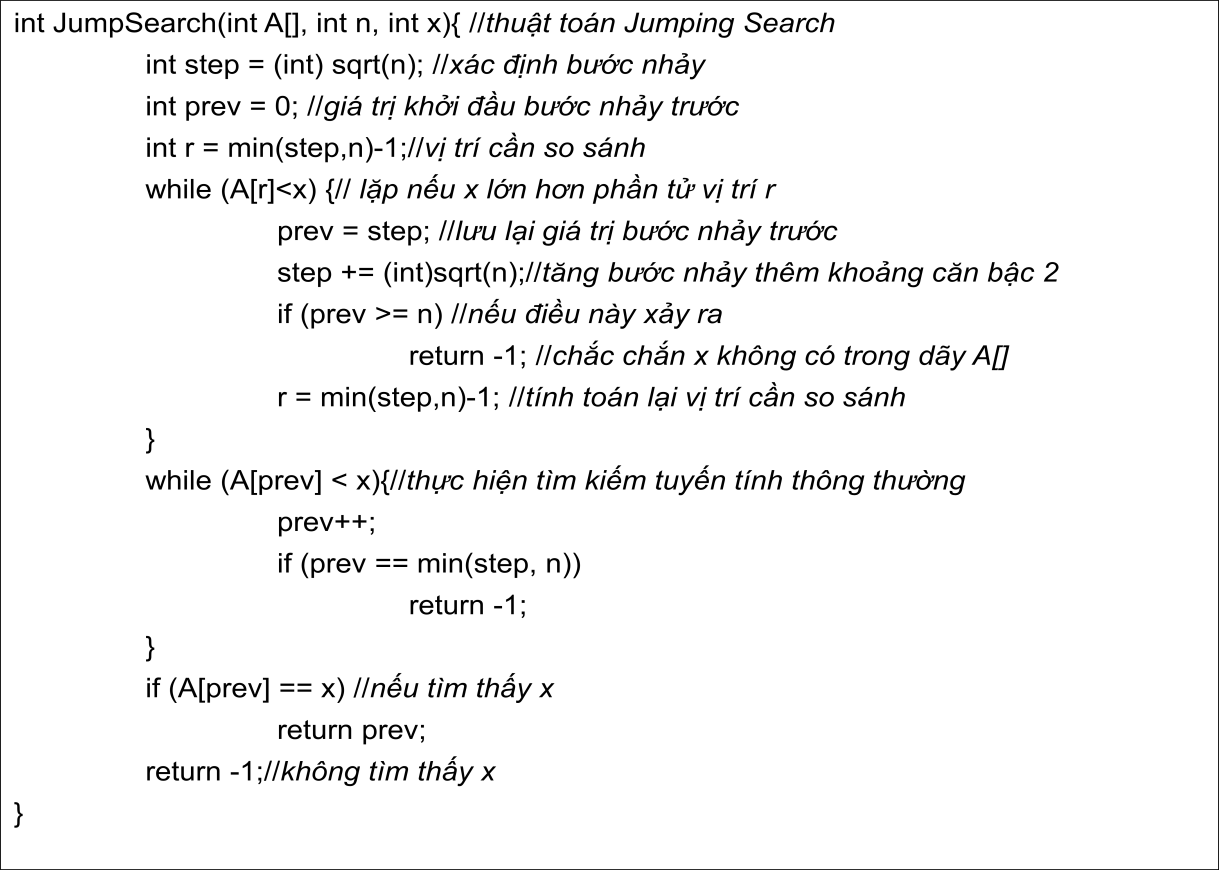 int JumpSearch(int A[], int n, int x){ //thuật toán Jumping Search
int step = (int) sqrt(n); //xác định bước nhảy
int prev = 0; //giá trị khởi đầu bước nhảy trước
int r = min(step,n)-1;//vị trí cần so sánh
while (A[r]<x) {// lặp nếu x lớn hơn phần tử vị trí r
prev = step; //lưu lại giá trị bước nhảy trước
step += (int)sqrt(n);//tăng bước nhảy thêm khoảng căn bậc 2
if (prev >= n) //nếu điều này xảy ra
return -1; //chắc chắn x không có trong dãy A[]
r = min(step,n)-1; //tính toán lại vị trí cần so sánh
}
while (A[prev] < x){//thực hiện tìm kiếm tuyến tính thông thường
prev++;
if (prev == min(step, n))
return -1;
}
if (A[prev] == x) //nếu tìm thấy x
return prev;
return -1;//không tìm thấy x
}